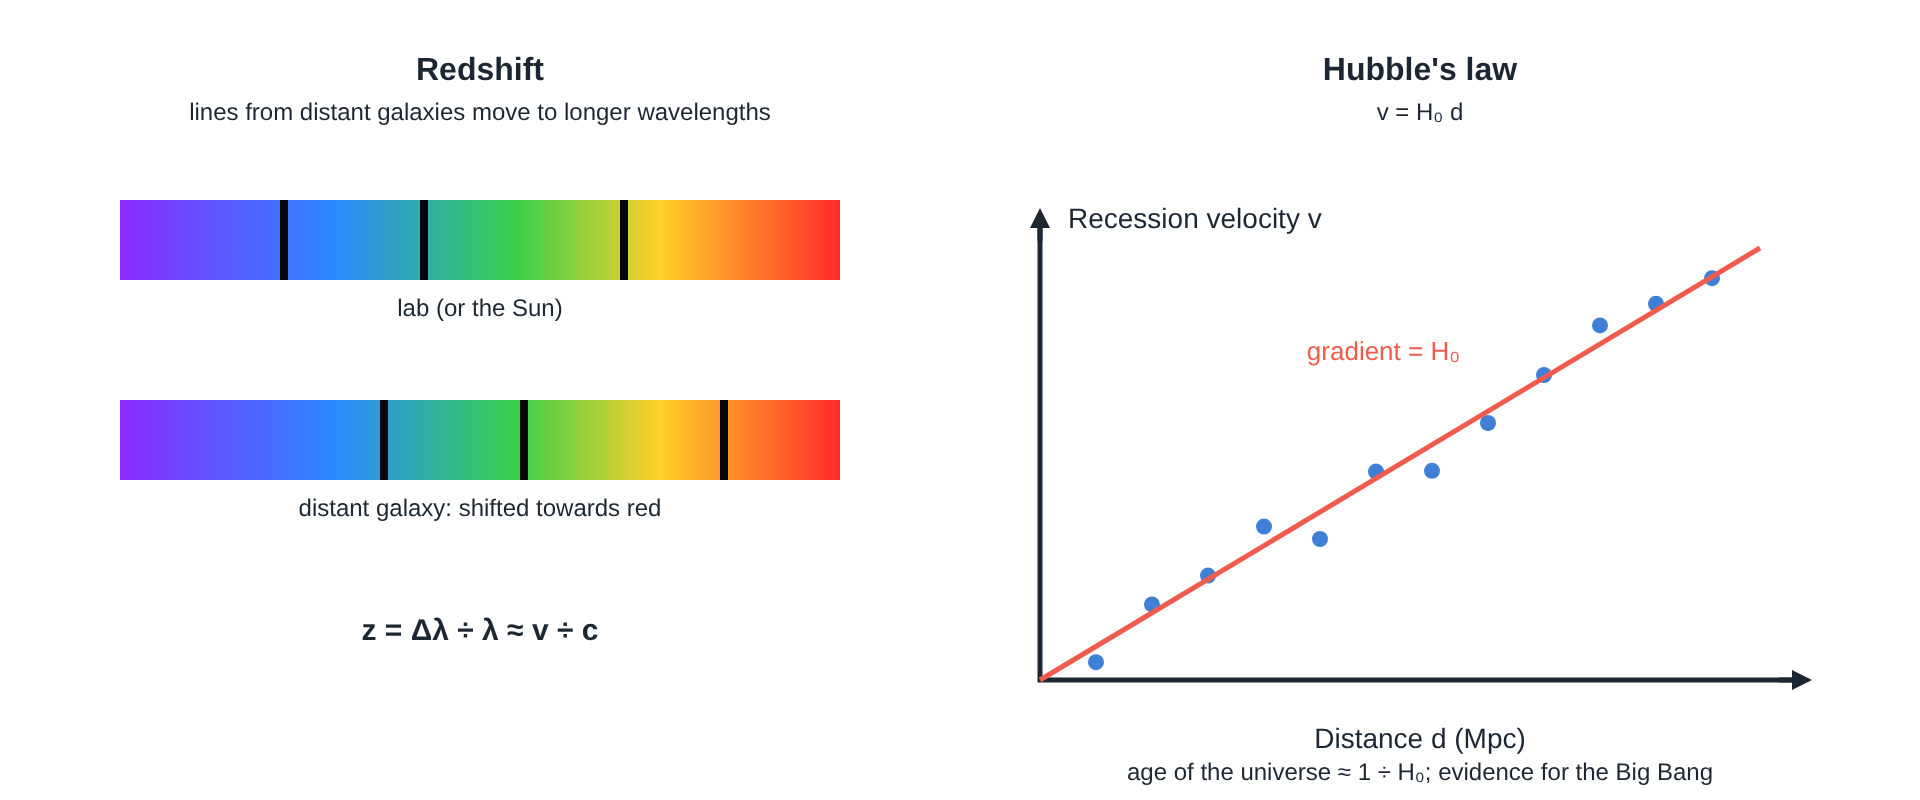 Redshift
lines from distant galaxies move to longer wavelengths
lab (or the Sun)
distant galaxy: shifted towards red
z = Δλ ÷ λ ≈ v ÷ c
Hubble's law
v = H₀ d
Recession velocity v
gradient = H₀
Distance d (Mpc)
age of the universe ≈ 1 ÷ H₀; evidence for the Big Bang